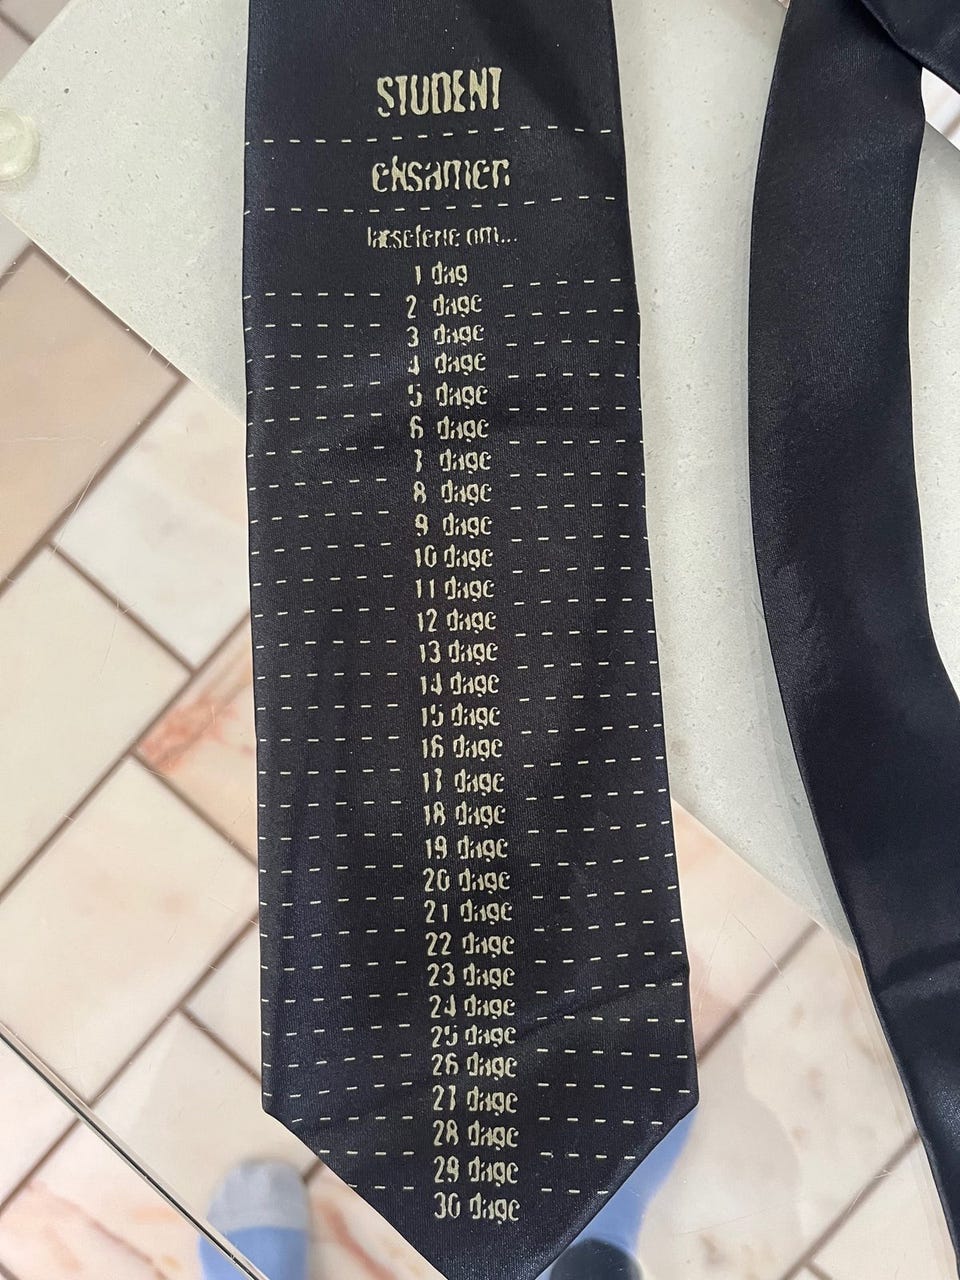 STUDENT
eksamen
læseferie om...
1 dag
2 dage
3 dage
4 dage
5 dage
6 dage
7 dage
8 dage
9 dage
10 dage
11 dage
12 dage
13 dage
14 dage
15 dage
16 dage
17 dage
18 dage
19 dage
20 dage
21 dage
22 dage
23 dage
24 dage
25 dage
26 dage
27 dage
28 dage
29 dage
30 dage